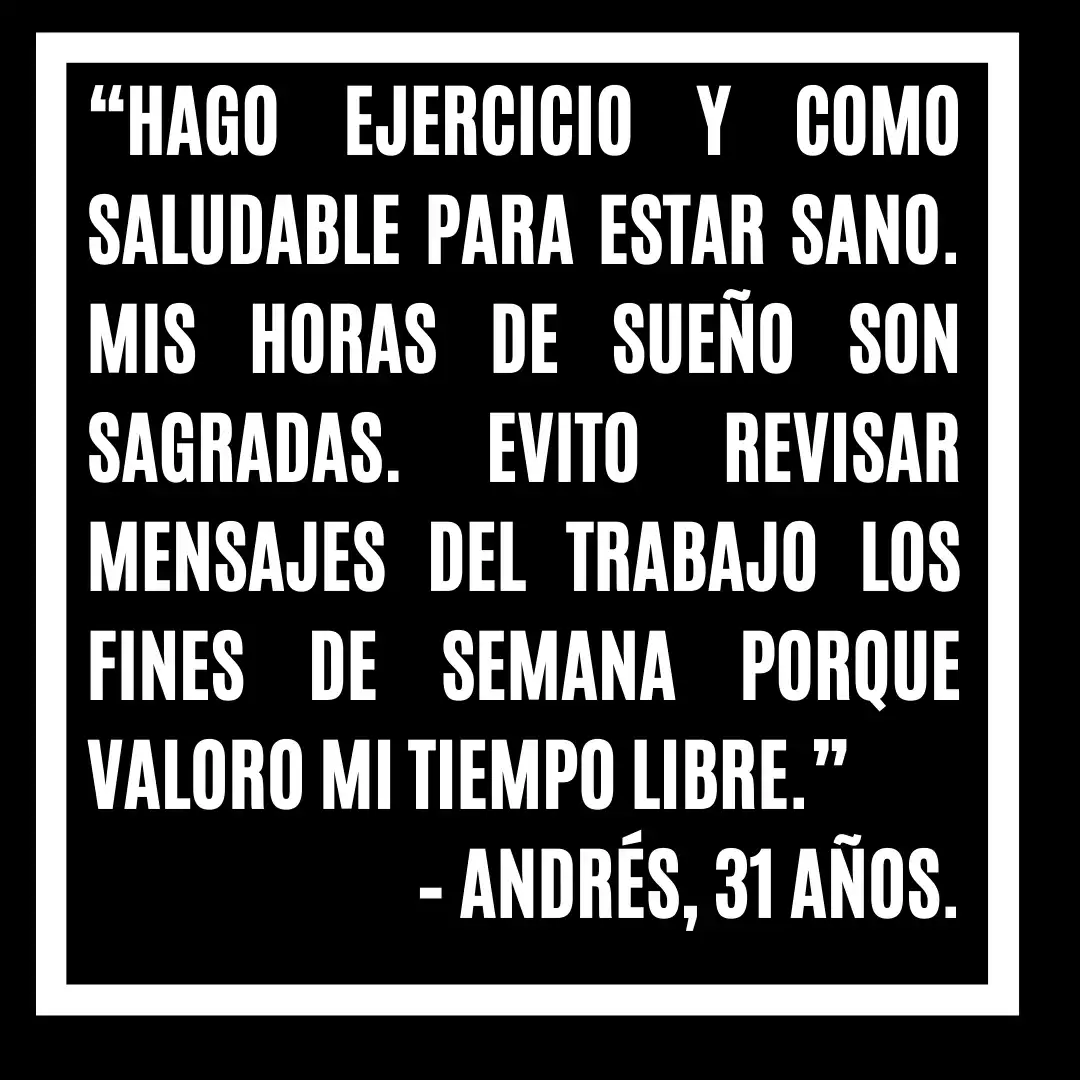 “HAGO EJERCICIO Y COMO
SALUDABLE PARA ESTAR SANO.
MIS HORAS DE SUEÑO SON
SAGRADAS. EVITO REVISAR
MENSAJES DEL TRABAJO LOS
FINES DE SEMANA PORQUE
VALORO MI TIEMPO LIBRE.”
- ANDRÉS, 31 AÑOS.